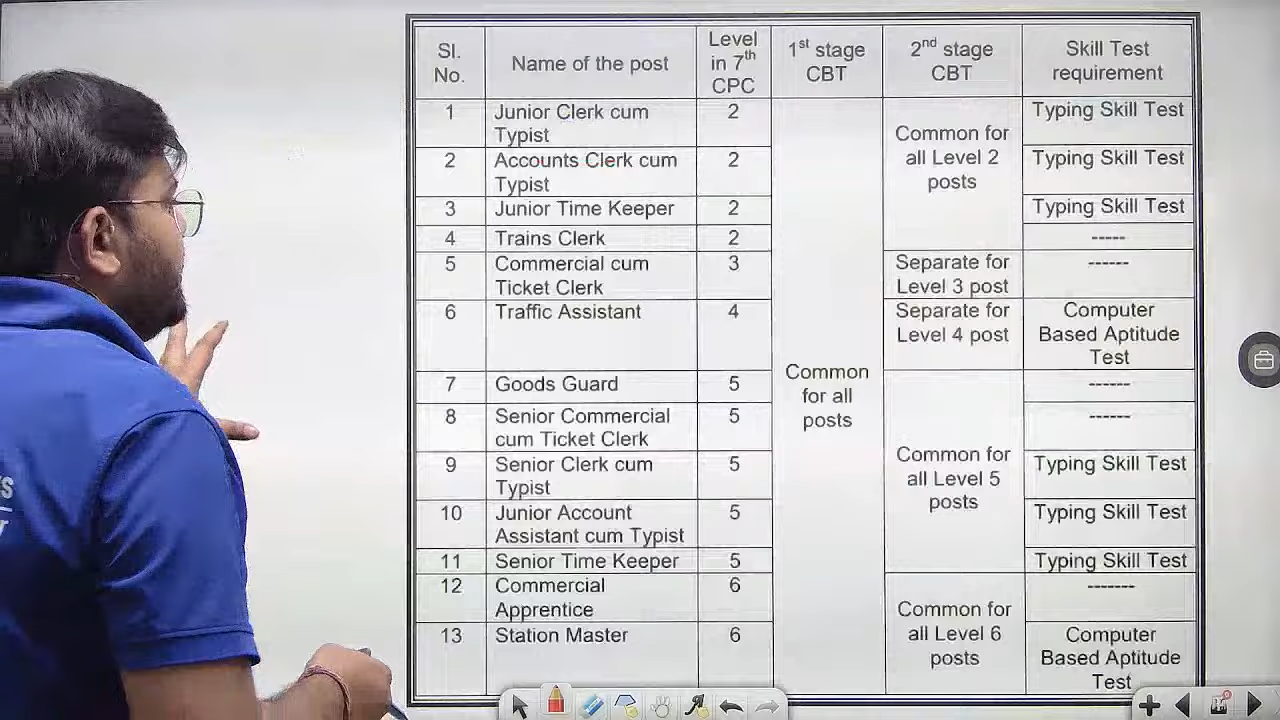 Sl.
No.
Name of the post
Level
in 7th
CPC
1st stage
CBT
2nd stage
CBT
Skill Test
requirement
1
Junior Clerk cum
Typist
2
Typing Skill Test
2
Accounts Clerk cum
Typist
2
Typing Skill Test
3
Junior Time Keeper
2
Typing Skill Test
4
Trains Clerk
2
-----
Common for
all Level 2
posts
5
Commercial cum
Ticket Clerk
3
Separate for
Level 3 post
------
6
Traffic Assistant
4
Separate for
Level 4 post
Computer
Based Aptitude
Test
Common
for all
posts
7
Goods Guard
5
------
8
Senior Commercial
cum Ticket Clerk
5
------
9
Senior Clerk cum
Typist
5
Typing Skill Test
Common for
all Level 5
posts
10
Junior Account
Assistant cum Typist
5
Typing Skill Test
11
Senior Time Keeper
5
Typing Skill Test
12
Commercial
Apprentice
6
-------
Common for
all Level 6
posts
13
Station Master
6
Computer
Based Aptitude
Test